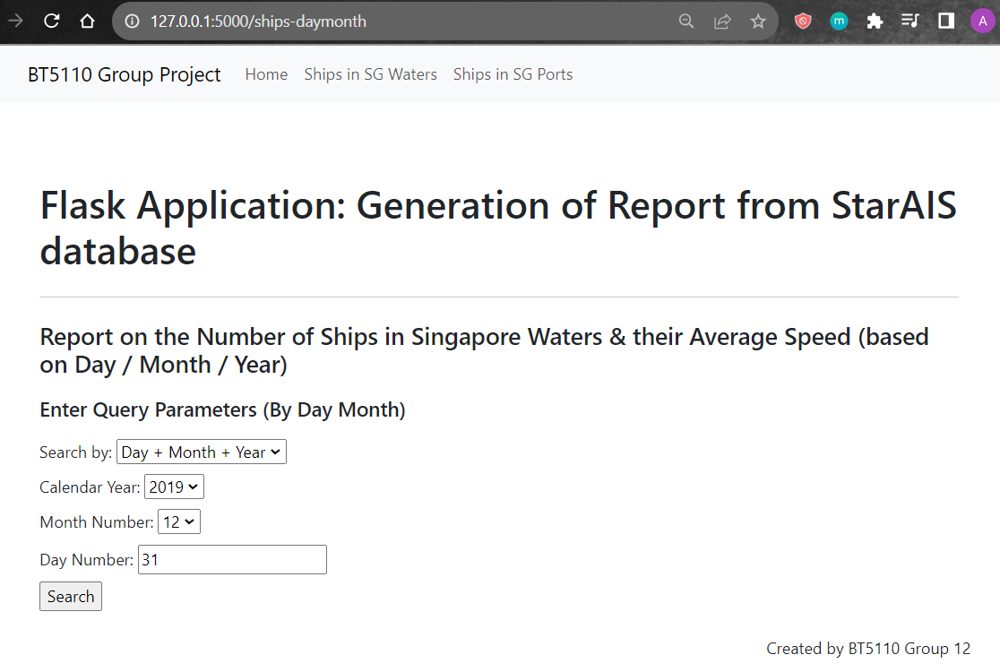 127.0.0.1:5000/ships-daymonth
m
A
BT5110 Group Project Home Ships in SG Waters Ships in SG Ports
Flask Application: Generation of Report from StarAIS
database
Report on the Number of Ships in Singapore Waters & their Average Speed (based
on Day / Month / Year)
Enter Query Parameters (By Day Month)
Search by: Day + Month + Year
Calendar Year: 2019
Month Number: 12
Day Number: 31
Search
Created by BT5110 Group 12